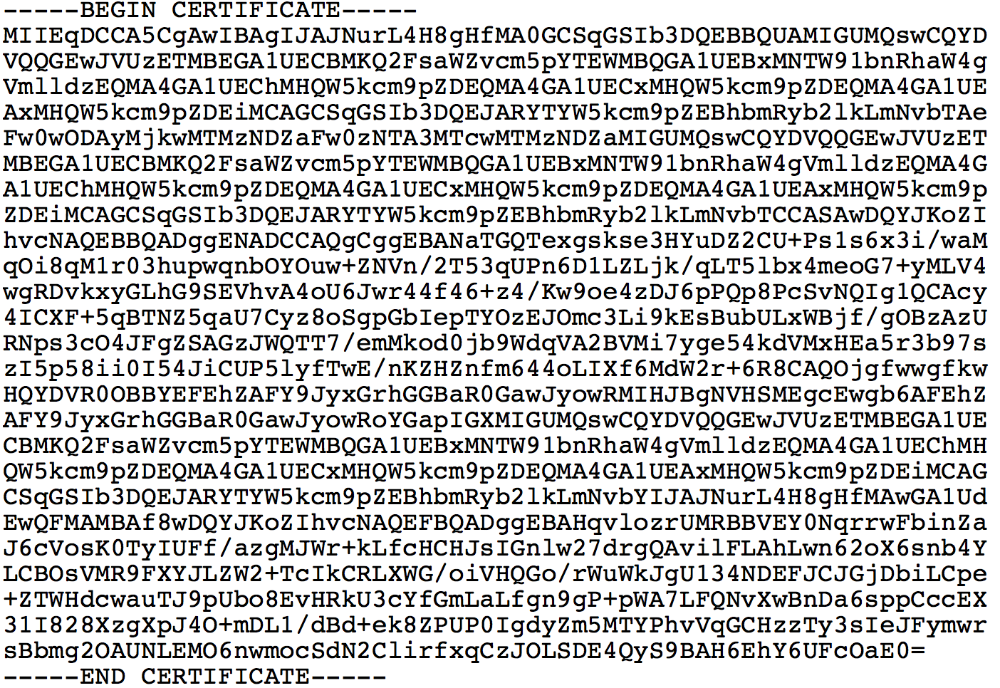 -----BEGIN CERTIFICATE-----
MIIEqDCCA5CgAwIBAgIJAJNurL4H8gHfMA0GCSqGSIb3DQEBBQUAMIGUMQswCQYD
VQQGEwJVUzETMBEGA1UECBMKQ2FsaWZvcm5pYTEWMBQGA1UEBxMNTW91bnRhaW4g
VmlldzEQMA4GA1UEChMHQW5kcm9pZDEQMA4GA1UECxMHQW5kcm9pZDEQMA4GA1UE
AxMHQW5kcm9pZDEiMCAGCSqGSIb3DQEJARYTYW5kcm9pZEBhbmRyb2lkLmNvbTAe
Fw0wODAyMjkwMTMzNDZaFw0zNTA3MTcwMTMzNDZaMIGUMQswCQYDVQQGEwJVUzET
MBEGA1UECBMKQ2FsaWZvcm5pYTEWMBQGA1UEBxMNTW91bnRhaW4gVmlldzEQMA4G
A1UEChMHQW5kcm9pZDEQMA4GA1UECxMHQW5kcm9pZDEQMA4GA1UEAxMHQW5kcm9p
ZDEiMCAGCSqGSIb3DQEJARYTYW5kcm9pZEBhbmRyb2lkLmNvbTCCASAwDQYJKoZI
hvcNAQEBBQADggENADCCAQgCggEBANaTGQTexgskse3HYuDZ2CU+Ps1s6x3i/waM
qOi8qM1r03hupwqnbOYOuw+ZNVn/2T53qUPn6D1LZLjk/qLT5lbx4meoG7+yMLV4
wgRDvkxyGLhG9SEVhvA4oU6Jwr44f46+z4/Kw9oe4zDJ6pPQp8PcSvNQIg1QCAcy
4ICXF+5qBTNZ5qaU7Cyz8oSgpGbIepTYOzEJOmc3Li9kEsBubULxWBjf/gOBzAzU
RNps3cO4JFgZSAGzJWQTT7/emMkod0jb9WdqVA2BVMi7yge54kdVMxHEa5r3b97s
zI5p58ii0I54JiCUP5lyfTwE/nKZHZnfm644oLIXf6MdW2r+6R8CAQOjgfwwgfkw
HQYDVR0OBBYEFEhZAFY9JyxGrhGGBaR0GawJyowRMIHJBgNVHSMEgcEwgb6AFEhZ
AFY9JyxGrhGGBaR0GawJyowRoYGapIGXMIGUMQswCQYDVQQGEwJVUzETMBEGA1UE
CBMKQ2FsaWZvcm5pYTEWMBQGA1UEBxMNTW91bnRhaW4gVmlldzEQMA4GA1UEChMH
QW5kcm9pZDEQMA4GA1UECxMHQW5kcm9pZDEQMA4GA1UEAxMHQW5kcm9pZDEiMCAG
CSqGSIb3DQEJARYTYW5kcm9pZEBhbmRyb2lkLmNvbYIJAJNurL4H8gHfMAwGA1Ud
EwQFMAMBAf8wDQYJKoZIhvcNAQEFBQADggEBAHqvlozrUMRBBVEY0NqrrwFbinZa
J6cVosK0TyIUFf/azgMJWr+kLfcHCHJsIGnlw27drgQAvilFLAhLwn62oX6snb4Y
LCBOsVMR9FXYJLZW2+TcIkCRLXWG/oiVHQGo/rWuWkJgU134NDEFJCJGjDbiLCpe
+ZTWHdcwauTJ9pUbo8EvHRkU3cYfGmLaLfgn9gP+pWA7LFQNvXwBnDa6sppCccEX
31I828XzgXpJ4O+mDL1/dBd+ek8ZPUP0IgdyZm5MTYPhvVqGCHzzTy3sIeJFymwr
sBbmg2OAUNLEMO6nwmocSdN2ClirfxqCzJOLSDE4QyS9BAH6EhY6UFcOaE0=
-----END CERTIFICATE-----